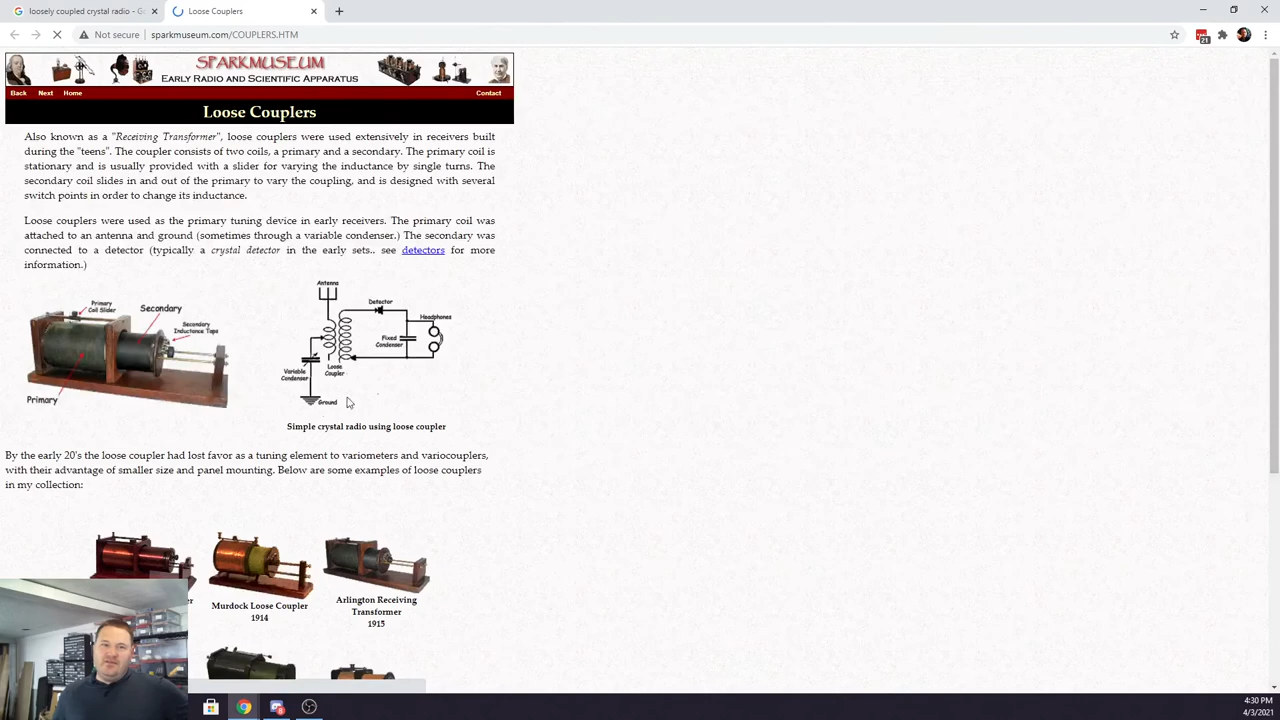 loosely coupled crystal radio - G
Loose Couplers
Not secure | sparkmuseum.com/COUPLERS.HTM
21
SPARKMUSEUM
EARLY RADIO AND SCIENTIFIC APPARATUS
Back Next Home Contact
Loose Couplers
Also known as a "Receiving Transformer", loose couplers were used extensively in receivers built
during the "teens". The coupler consists of two coils, a primary and a secondary. The primary coil is
stationary and is usually provided with a slider for varying the inductance by single turns. The
secondary coil slides in and out of the primary to vary the coupling, and is designed with several
switch points in order to change its inductance.
Loose couplers were used as the primary tuning device in early receivers. The primary coil was
attached to an antenna and ground (sometimes through a variable condenser.) The secondary was
connected to a detector (typically a crystal detector in the early sets.. see detectors for more
information.)
Primary
Coil Slider
Secondary
Secondary
Inductance Taps
Primary
Antenna
Detector
Headphones
Fixed
Condenser
Loose
Coupler
Variable
Condenser
Ground
Simple crystal radio using loose coupler
By the early 20's the loose coupler had lost favor as a tuning element to variometers and variocouplers,
with their advantage of smaller size and panel mounting. Below are some examples of loose couplers
in my collection:
Murdock Loose Coupler
1914
Arlington Receiving
Transformer
1915
4:30 PM
4/3/2021